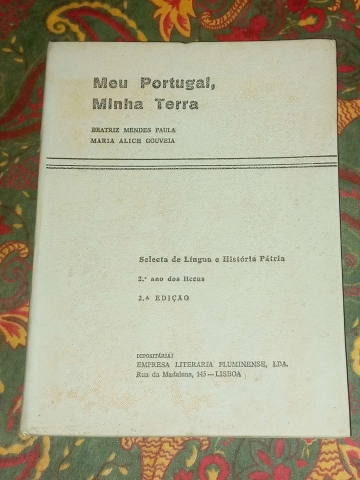 Meu Portugal,
Minha Terra
BEATRIZ MENDES PAULA
MARIA ALICE GOUVEIA
Selecta de Língua e História Pátria
2.º ano dos liceus
2.ª EDIÇÃO
DEPOSITÁRIA:
EMPRESA LITERÁRIA FLUMINENSE, LDA.
Rua da Madalena, 145 — LISBOA